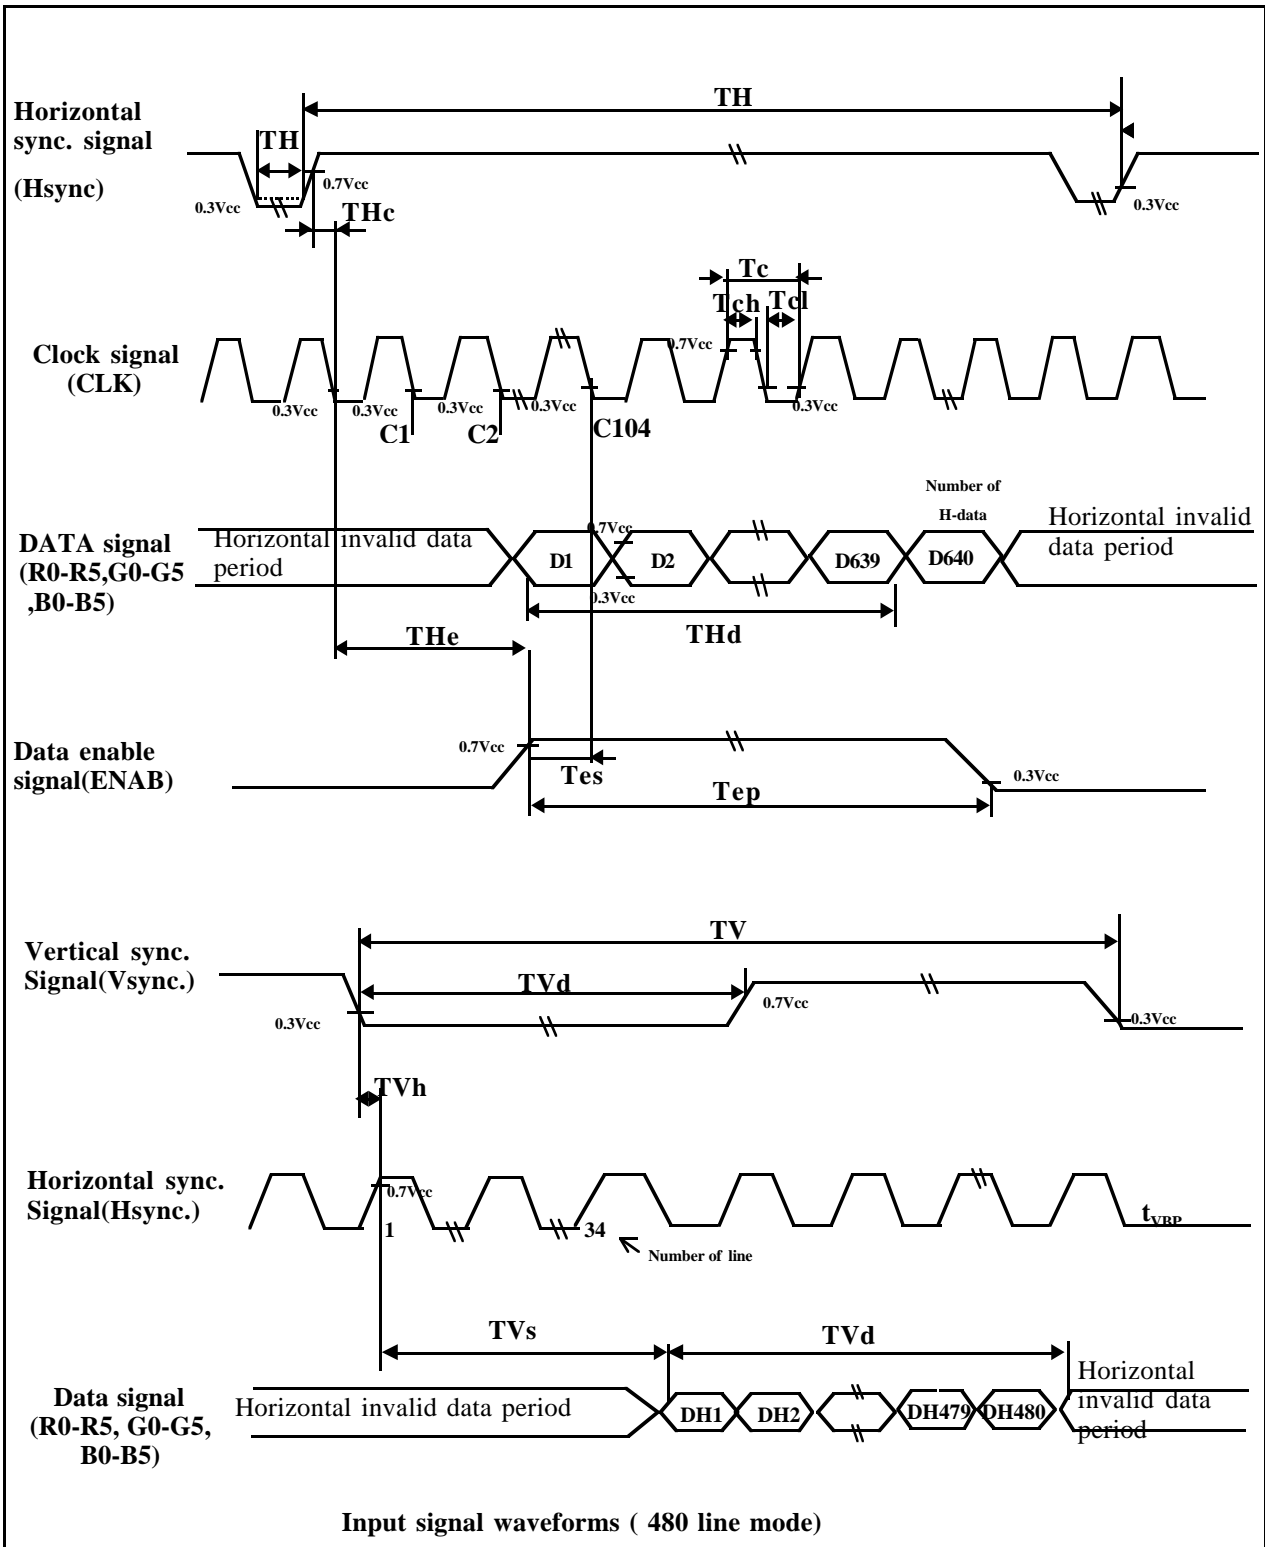 TH
Horizontal
sync. signal
(Hsync)
TH
0.7Vcc
0.3Vcc
0.3Vcc
THc
Tc
Tch
Tcl
Clock signal
(CLK)
0.7Vcc
0.3Vcc
0.3Vcc
0.3Vcc
0.3Vcc
0.3Vcc
C1
C2
C104
Number of
H-data
DATA signal
(R0-R5,G0-G5
,B0-B5)
Horizontal invalid data
period
0.7Vcc
D1
D2
D639
D640
Horizontal invalid
data period
0.3Vcc
THe
THd
Data enable
signal(ENAB)
0.7Vcc
Tes
0.3Vcc
Tep
TV
Vertical sync.
Signal(Vsync.)
TVd
0.7Vcc
0.3Vcc
0.3Vcc
TVh
Horizontal sync.
Signal(Hsync.)
0.7Vcc
1
34
Number of line
tVBP
TVs
TVd
Data signal
(R0-R5, G0-G5,
B0-B5)
Horizontal invalid data period
DH1
DH2
DH479
DH480
Horizontal
invalid data
period
Input signal waveforms ( 480 line mode)